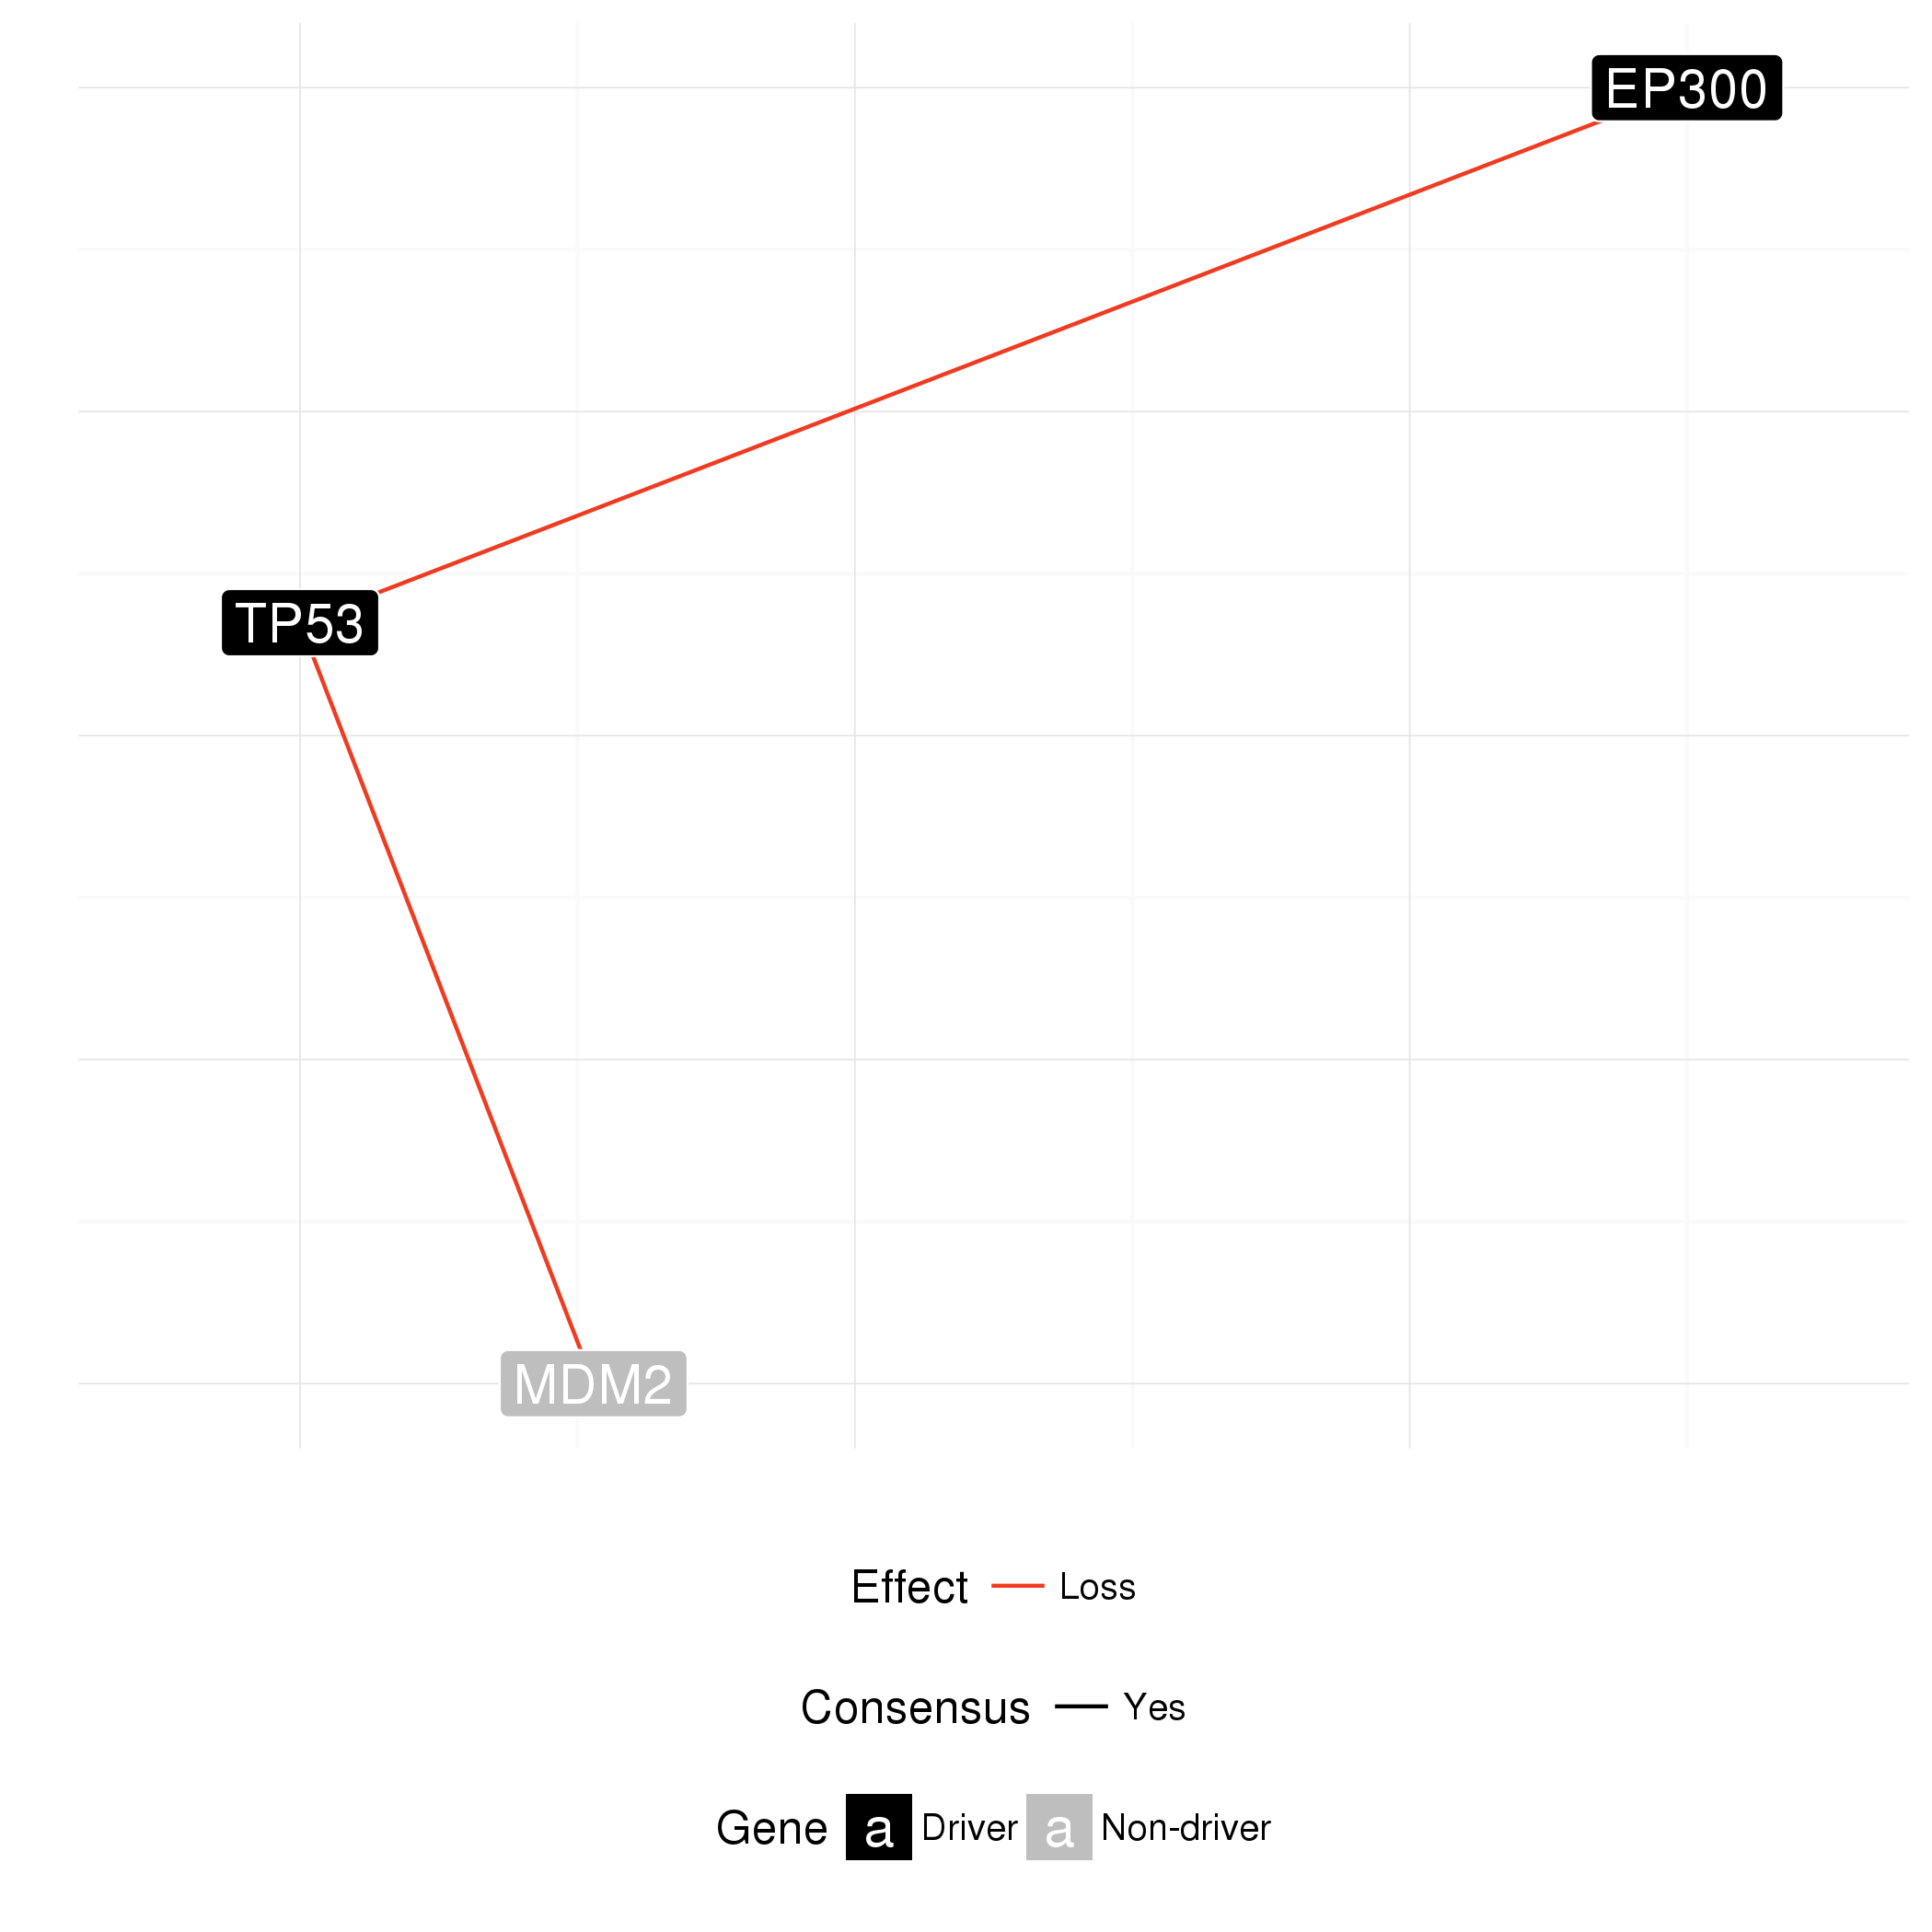 EP300
TP53
MDM2
Effect Loss
Consensus Yes
Gene a Driver a Non-driver